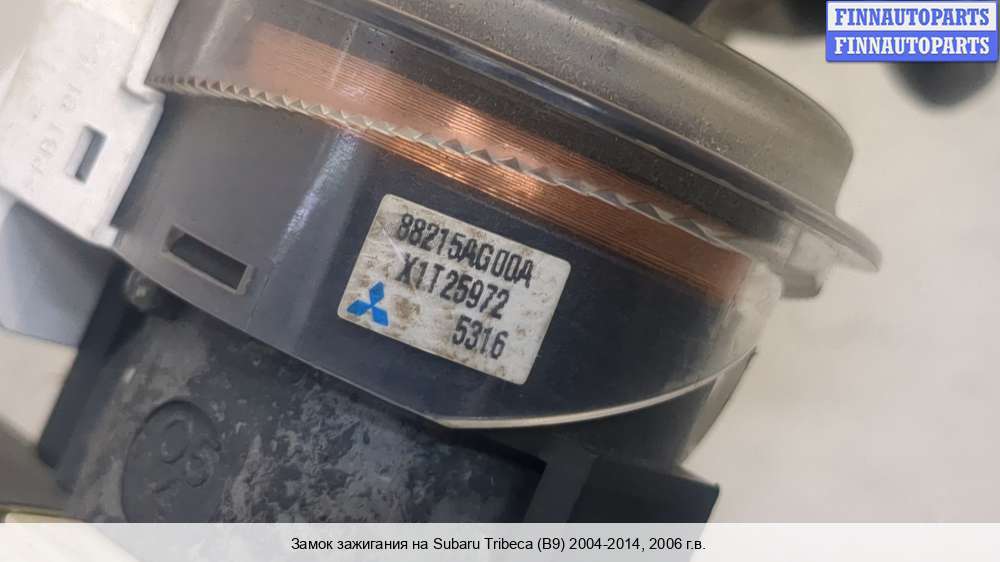 FINNAUTOPARTS
FINNAUTOPARTS
88215AG00A
X1T25972
5316
Замок зажигания на Subaru Tribeca (B9) 2004-2014, 2006 г.в.